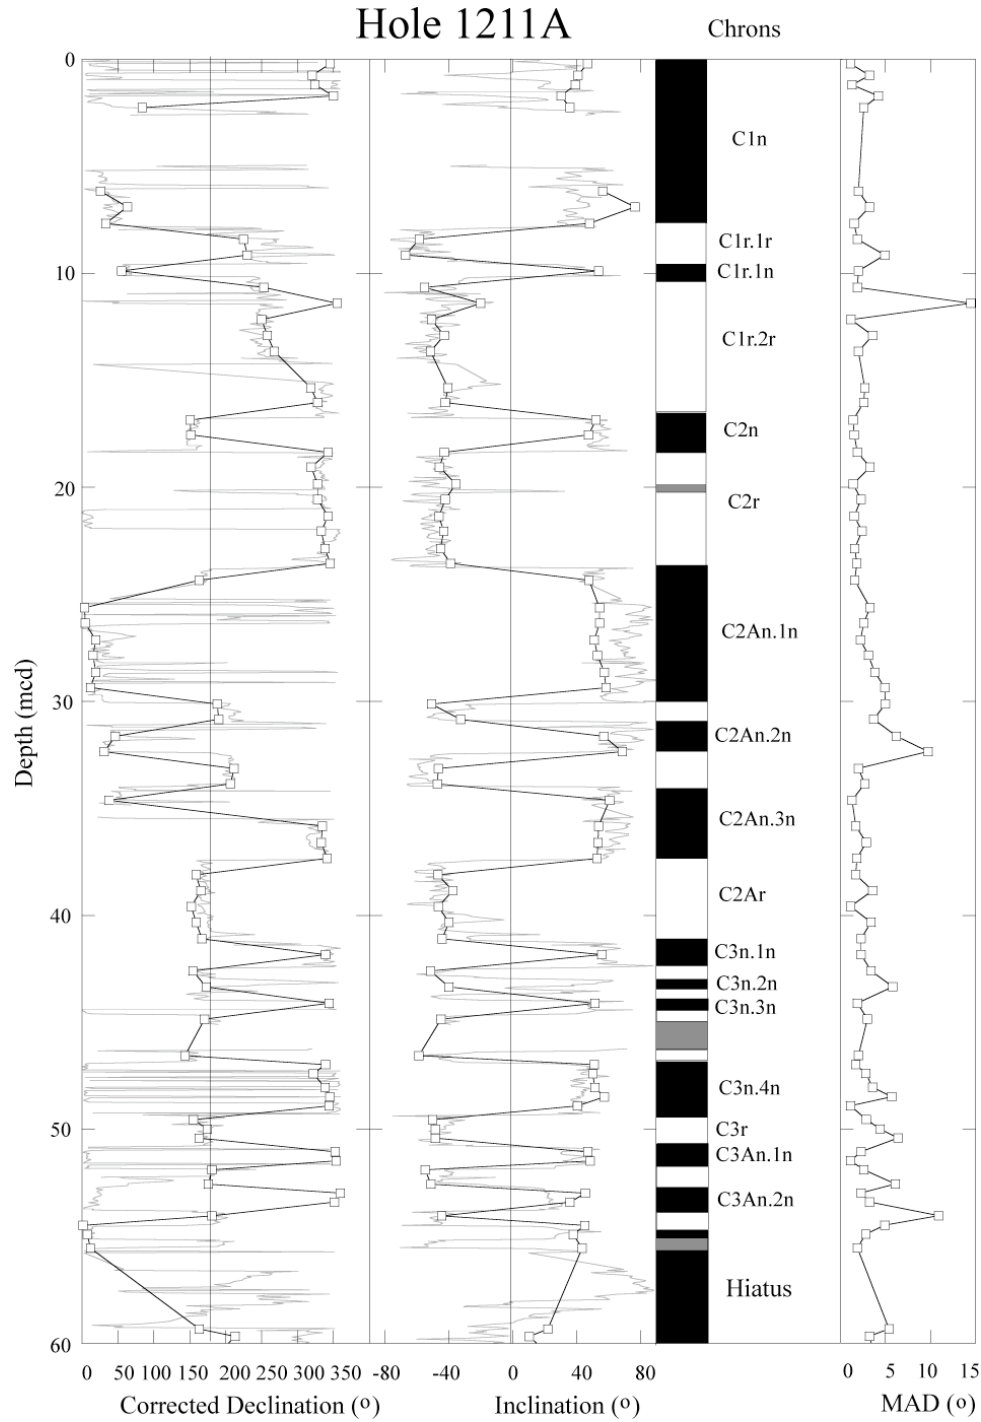 Hole 1211A
Chrons
0
10
20
30
40
50
60
Depth (mcd)
C1n
C1r.1r
C1r.1n
C1r.2r
C2n
C2r
C2An.1n
C2An.2n
C2An.3n
C2Ar
C3n.1n
C3n.2n
C3n.3n
C3n.4n
C3r
C3An.1n
C3An.2n
Hiatus
0 50 100 150 200 250 300 350
-80 -40 0 40 80
0 5 10 15
Corrected Declination (o)
Inclination (o)
MAD (o)